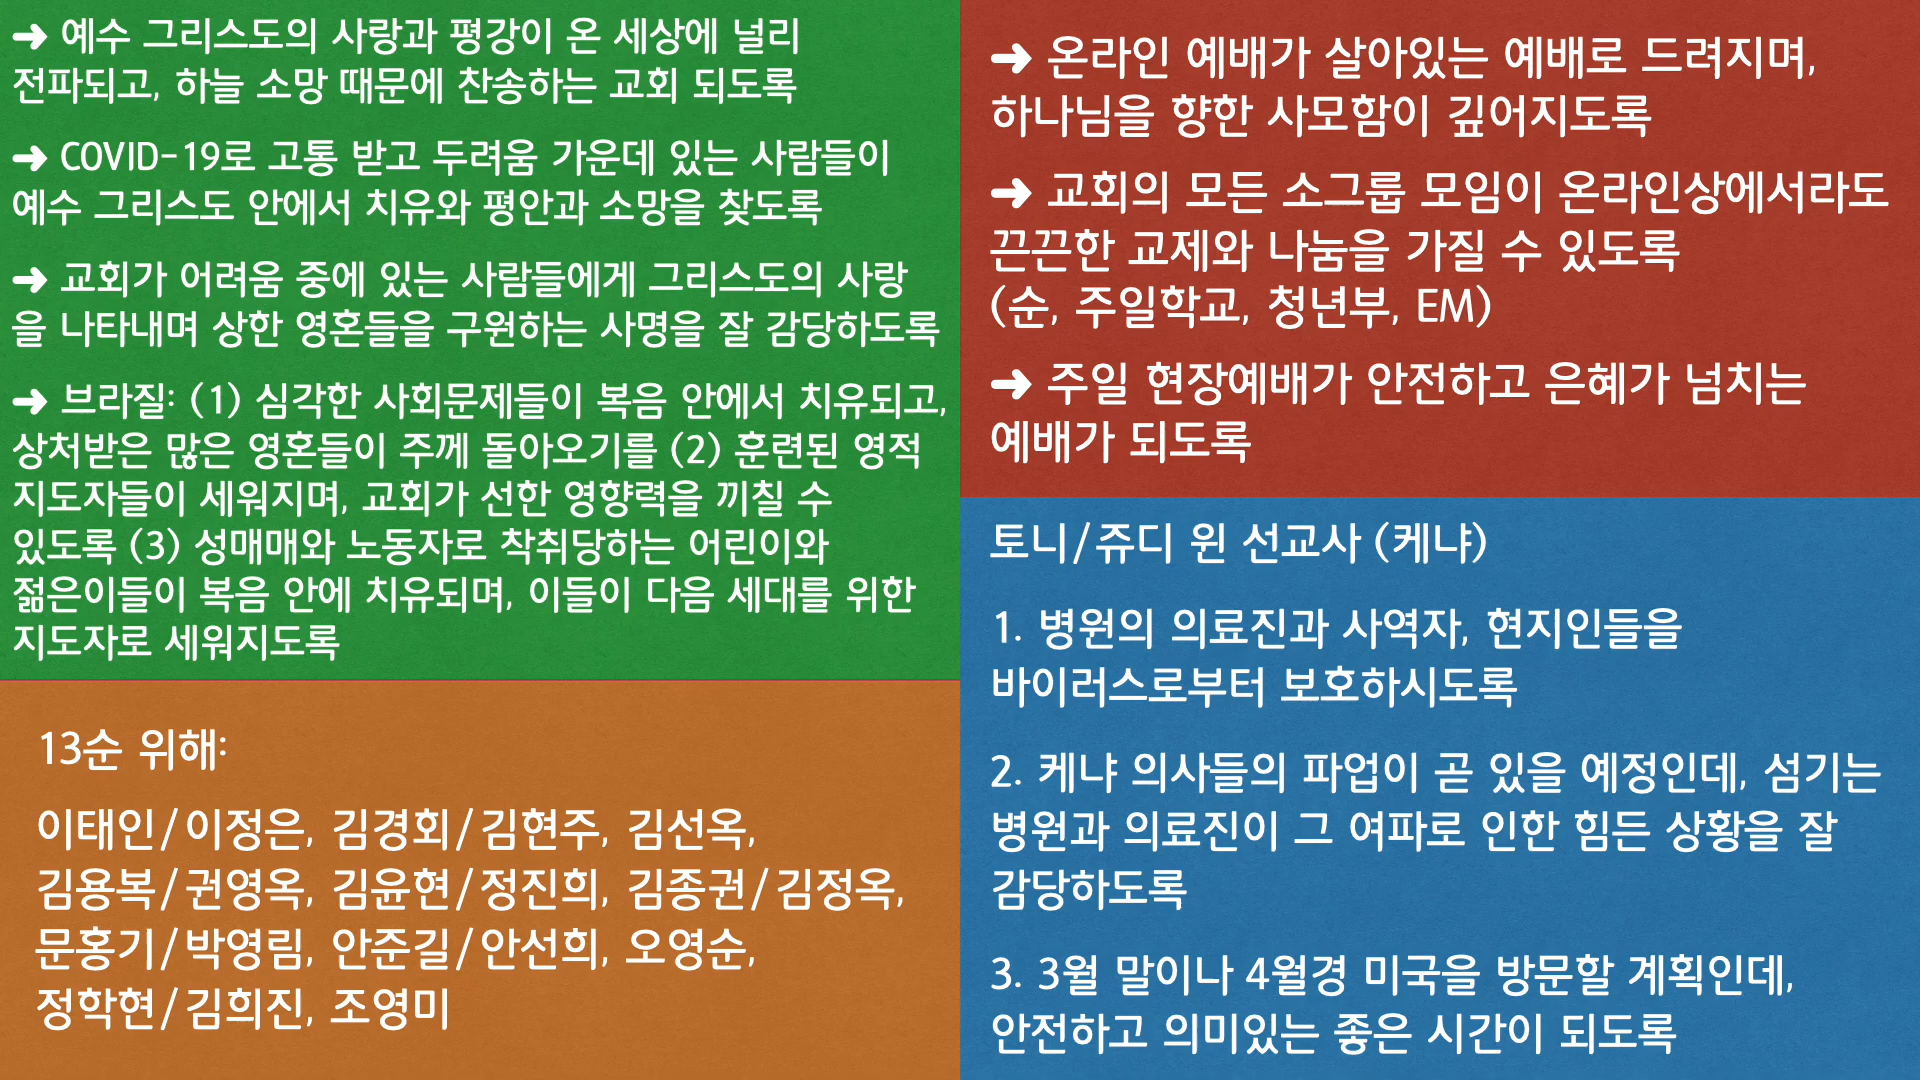 ➜ 예수 그리스도의 사랑과 평강이 온 세상에 널리
전파되고, 하늘 소망 때문에 찬송하는 교회 되도록
➜ COVID-19로 고통 받고 두려움 가운데 있는 사람들이
예수 그리스도 안에서 치유와 평안과 소망을 찾도록
➜ 교회가 어려움 중에 있는 사람들에게 그리스도의 사랑
을 나타내며 상한 영혼들을 구원하는 사명을 잘 감당하도록
➜ 브라질: (1) 심각한 사회문제들이 복음 안에서 치유되고,
상처받은 많은 영혼들이 주께 돌아오기를 (2) 훈련된 영적
지도자들이 세워지며, 교회가 선한 영향력을 끼칠 수
있도록 (3) 성매매와 노동자로 착취당하는 어린이와
젊은이들이 복음 안에 치유되며, 이들이 다음 세대를 위한
지도자로 세워지도록
13순 위해:
이태인/이정은, 김경회/김현주, 김선옥,
김용복/권영옥, 김윤현/정진희, 김종권/김정옥,
문홍기/박영림, 안준길/안선희, 오영순,
정학현/김희진, 조영미
➜ 온라인 예배가 살아있는 예배로 드려지며,
하나님을 향한 사모함이 깊어지도록
➜ 교회의 모든 소그룹 모임이 온라인상에서라도
끈끈한 교제와 나눔을 가질 수 있도록
(순, 주일학교, 청년부, EM)
➜ 주일 현장예배가 안전하고 은혜가 넘치는
예배가 되도록
토니/쥬디 윈 선교사 (케냐)
1. 병원의 의료진과 사역자, 현지인들을
바이러스로부터 보호하시도록
2. 케냐 의사들의 파업이 곧 있을 예정인데, 섬기는
병원과 의료진이 그 여파로 인한 힘든 상황을 잘
감당하도록
3. 3월 말이나 4월경 미국을 방문할 계획인데,
안전하고 의미있는 좋은 시간이 되도록